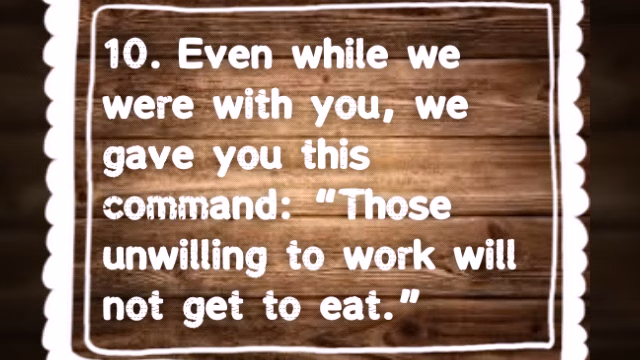 10. Even while we
were with you, we
gave you this
command: “Those
unwilling to work will
not get to eat.”